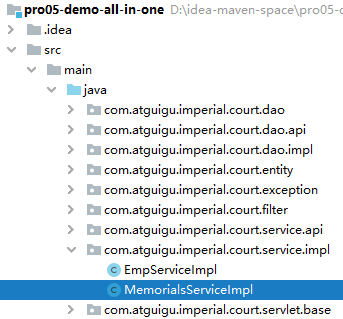 pro05-demo-all-in-one D:\idea-maven-space\pro05-d
.idea
src
main
java
com.atguigu.imperial.court.dao
com.atguigu.imperial.court.dao.api
com.atguigu.imperial.court.dao.impl
com.atguigu.imperial.court.entity
com.atguigu.imperial.court.exception
com.atguigu.imperial.court.filter
com.atguigu.imperial.court.service.api
com.atguigu.imperial.court.service.impl
C EmpServiceImpl
C MemorialsServiceImpl
com.atguigu.imperial.court.servlet.base